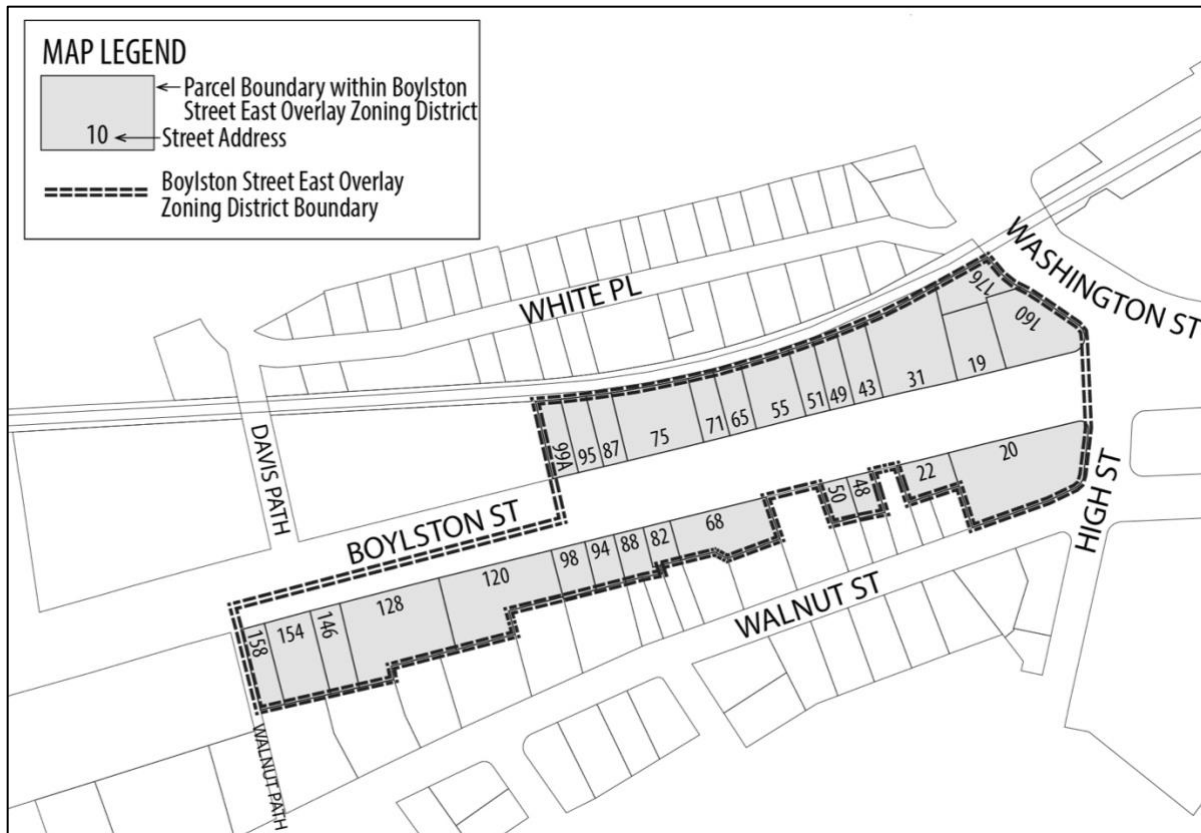 MAP LEGEND
Parcel Boundary within Boylston
Street East Overlay Zoning District
10
Street Address
Boylston Street East Overlay
Zoning District Boundary
WASHINGTON ST
WHITE PL
176
160
19
31
43
49
51
55
65
71
75
87
95
99A
DAVIS PATH
BOYLSTON ST
20
22
48
50
HIGH ST
68
82
88
94
98
120
128
146
154
158
WALNUT ST
WALNUT PATH